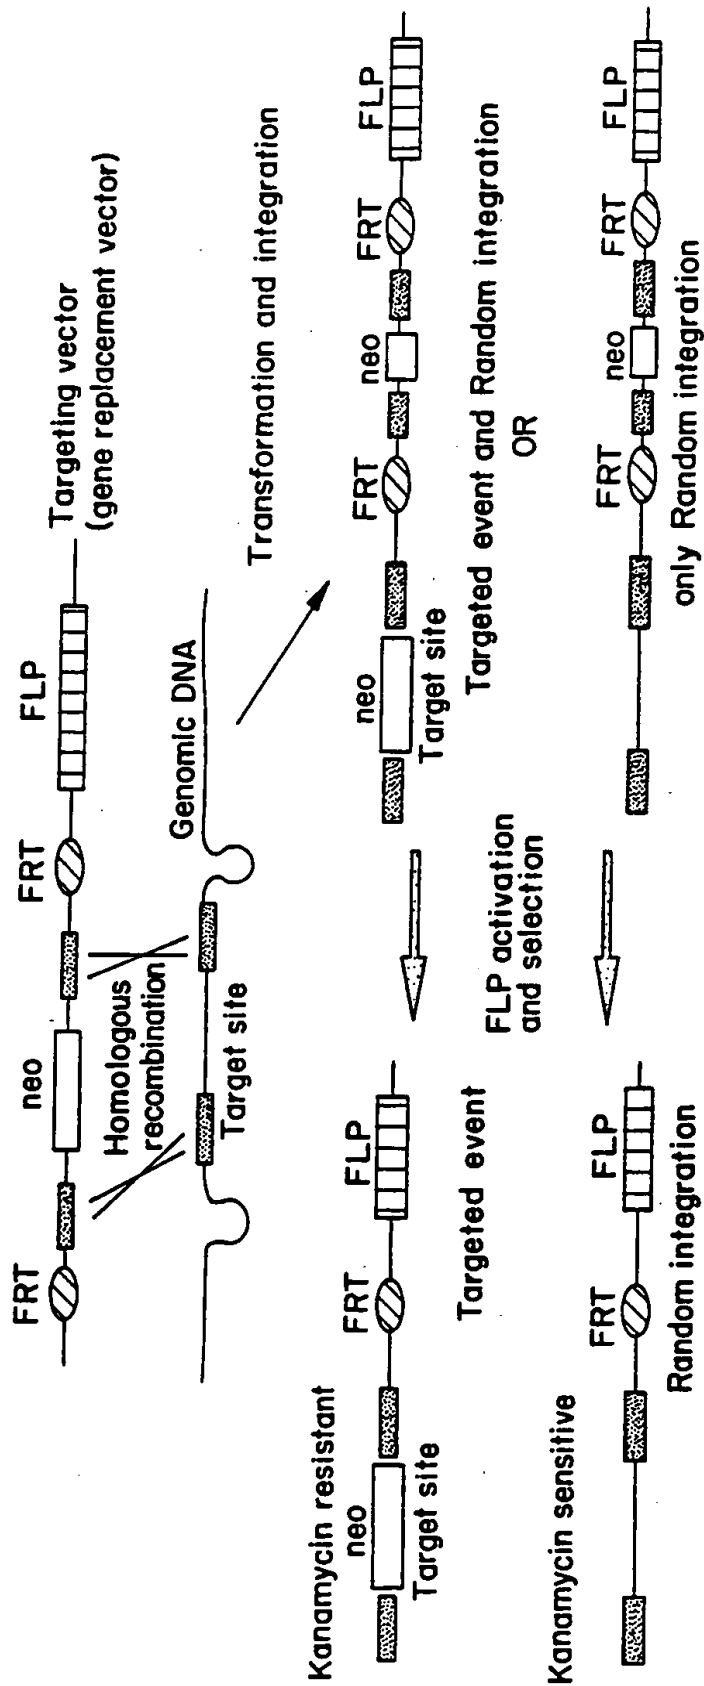 FRT
neo
FRT
FLP
Targeting vector
(gene replacement vector)
Homologous
recombination
Genomic DNA
Target site
Transformation and integration
Kanamycin resistant
neo
FRT
FLP
Target site
Targeted event
FLP activation
and selection
neo
FRT
neo
FRT
FLP
Target site
Targeted event and Random integration
OR
Kanamycin sensitive
FRT
FLP
Random integration
FRT
neo
FRT
FLP
only Random integration